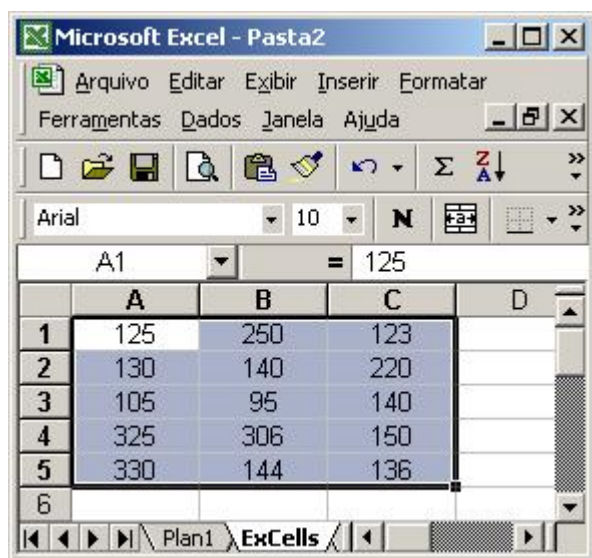 Microsoft Excel - Pasta2
Arquivo Editar Exibir Inserir Formatar
Ferramentas Dados Janela Ajuda
Σ Z A
Arial 10 N a
A1 = 125
A B C D
1 125 250 123
2 130 140 220
3 105 95 140
4 325 306 150
5 330 144 136
6
Plan1 ExCells